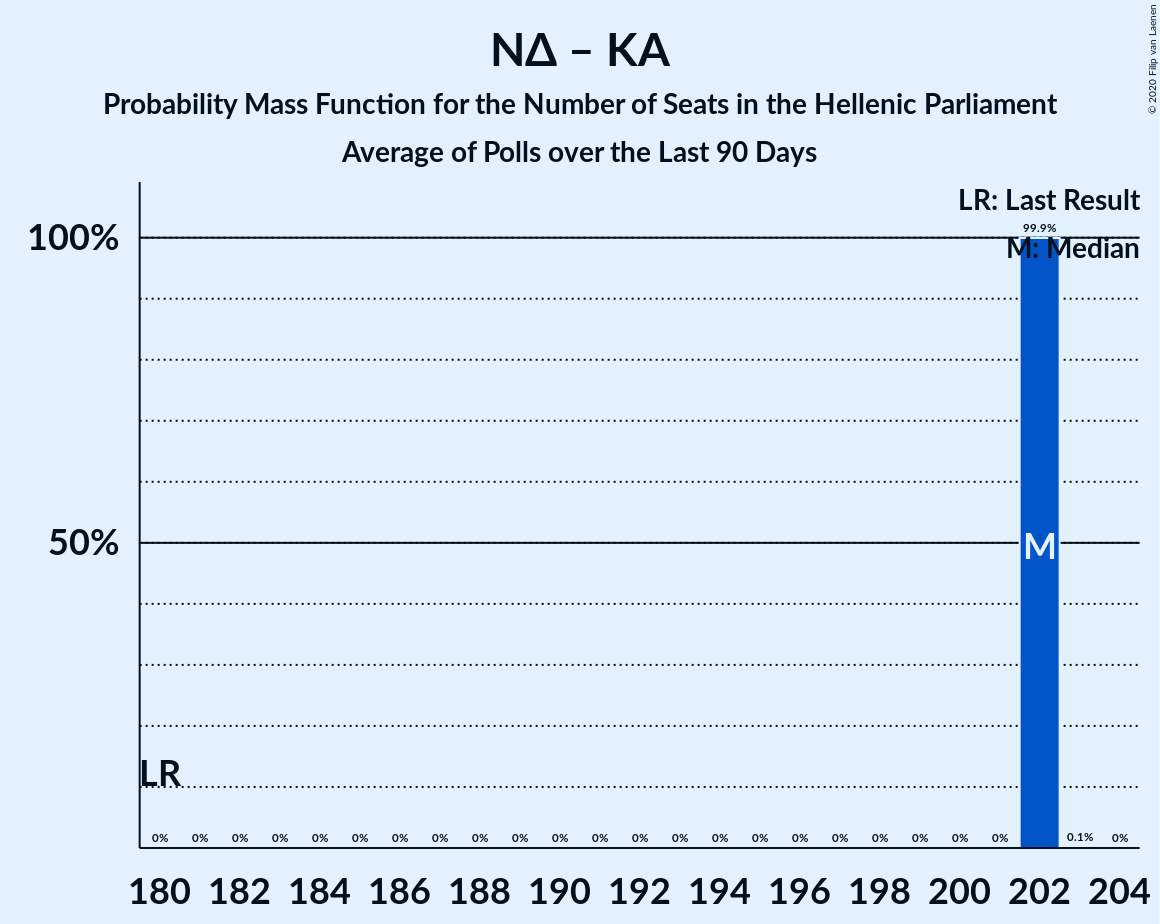 ΝΔ – ΚΑ
Probability Mass Function for the Number of Seats in the Hellenic Parliament
Average of Polls over the Last 90 Days
© 2020 Filip van Laenen
LR: Last Result
M: Median
99.9%
100%
50%
M
LR
0% 0% 0% 0% 0% 0% 0% 0% 0% 0% 0% 0% 0% 0% 0% 0% 0% 0% 0% 0% 0% 0% 0.1% 0%
180 182 184 186 188 190 192 194 196 198 200 202 204